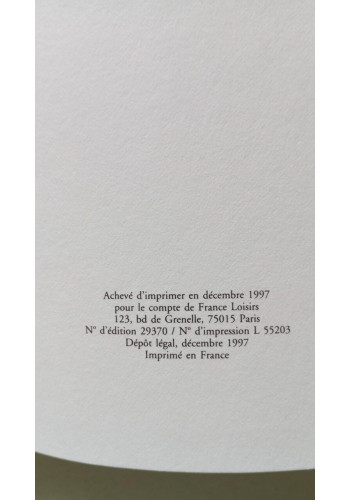 Achevé d'imprimer en décembre 1997
pour le compte de France Loisirs
123, bd de Grenelle, 75015 Paris
N° d'édition 29370 / N° d'impression L 55203
Dépôt légal, décembre 1997
Imprimé en France